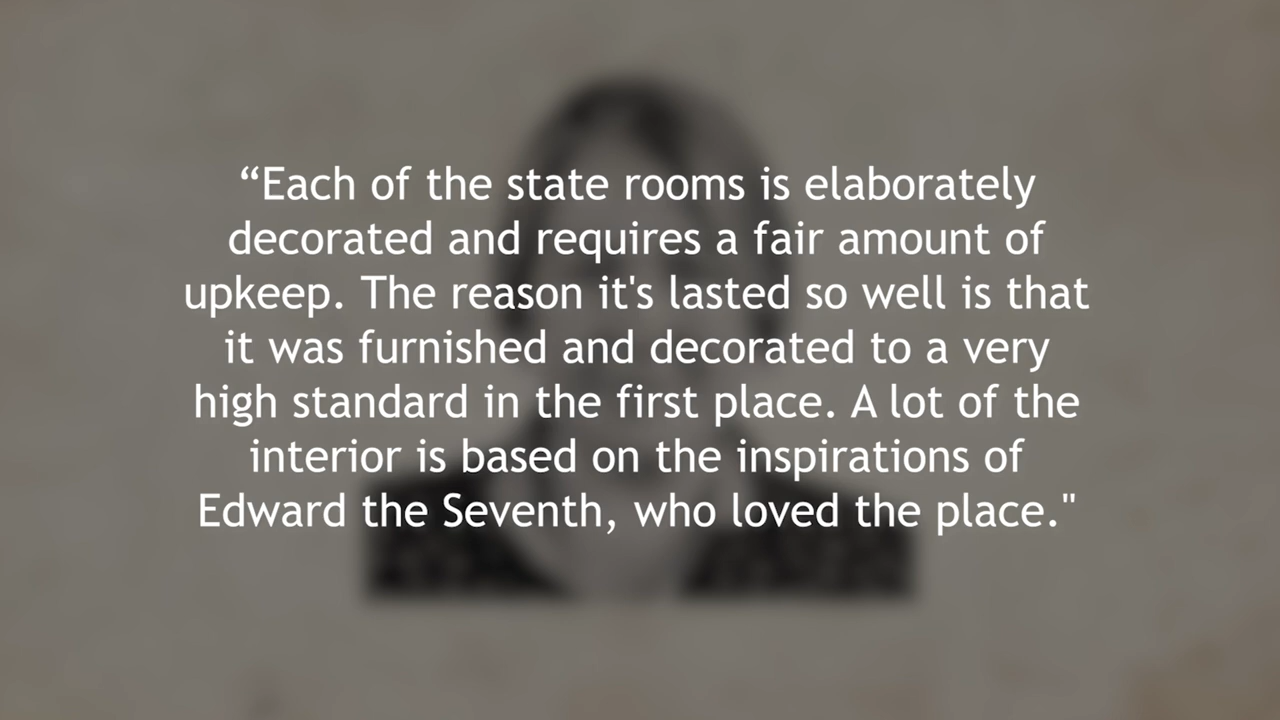 “Each of the state rooms is elaborately
decorated and requires a fair amount of
upkeep. The reason it's lasted so well is that
it was furnished and decorated to a very
high standard in the first place. A lot of the
interior is based on the inspirations of
Edward the Seventh, who loved the place."